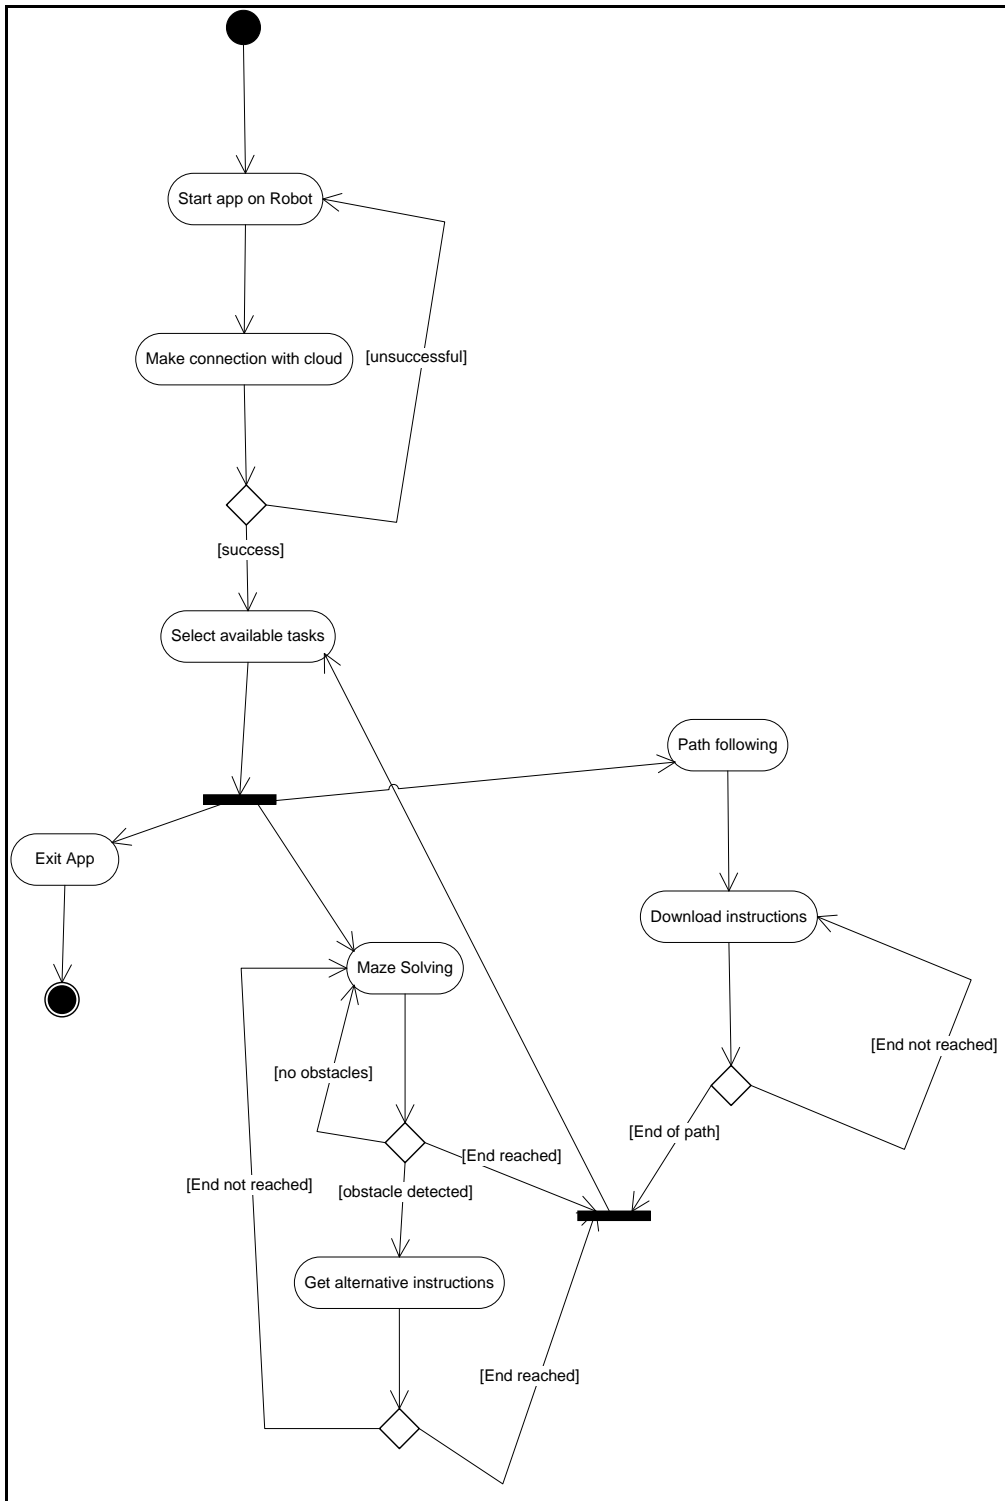 Start app on Robot
Make connection with cloud
[unsuccessful]
[success]
Select available tasks
Path following
Exit App
Download instructions
Maze Solving
[End not reached]
[no obstacles]
[End of path]
[End reached]
[End not reached]
[obstacle detected]
Get alternative instructions
[End reached]